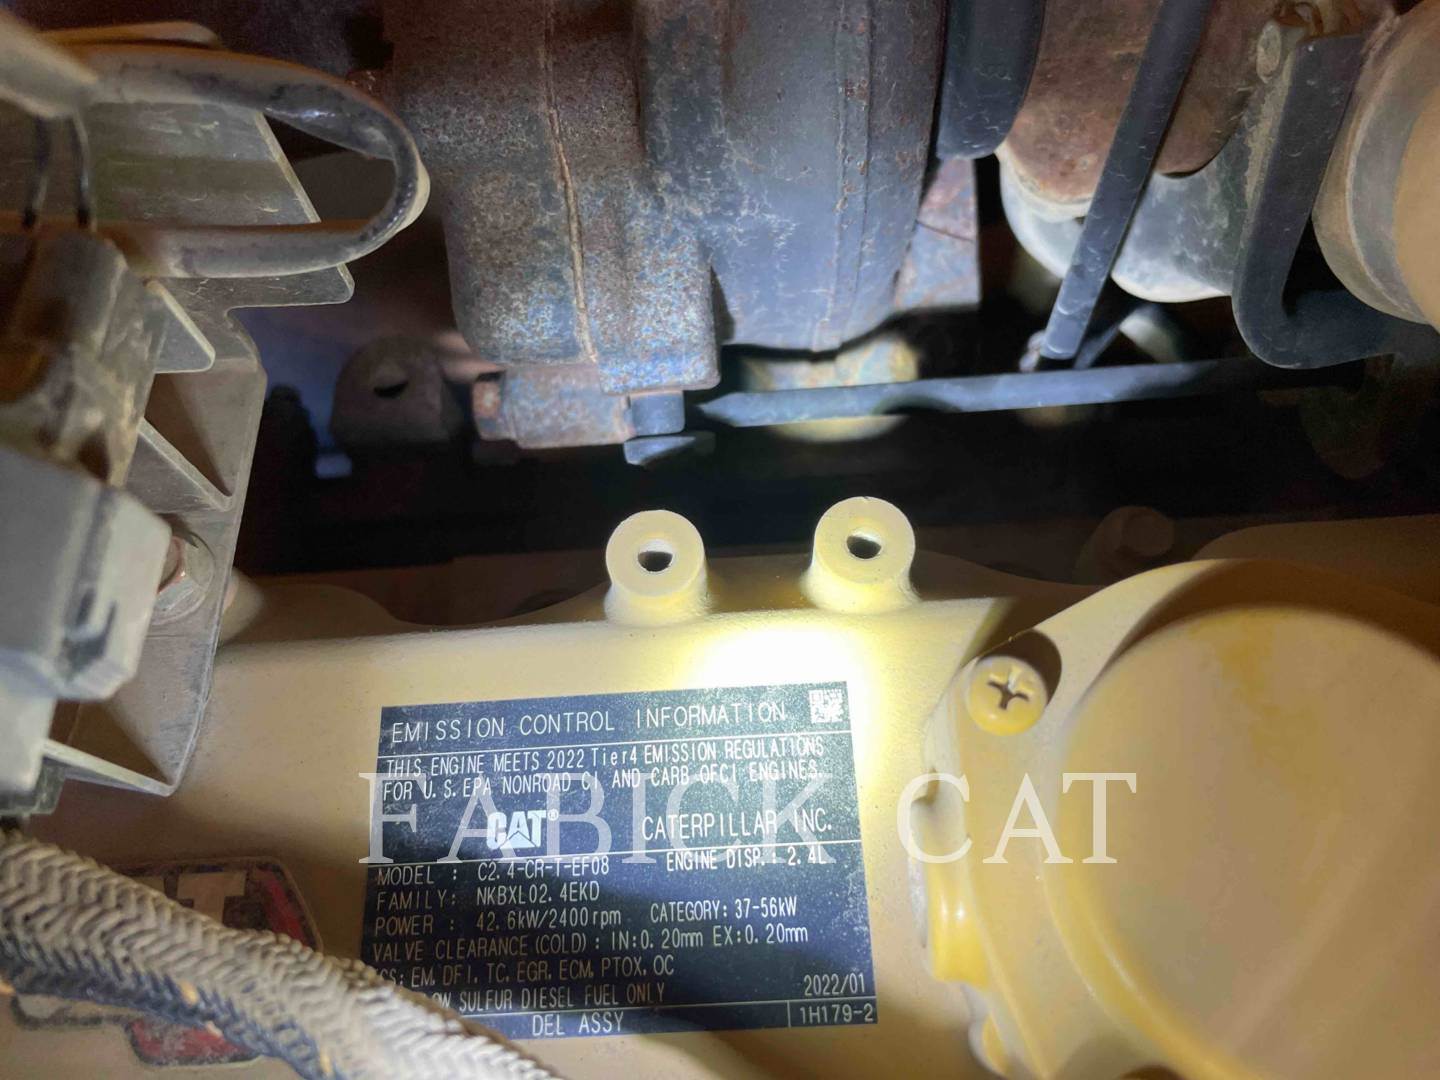 EMISSION CONTROL INFORMATION
THIS ENGINE MEETS 2022 Tier4 EMISSION REGULATIONS
FOR U.S. EPA NONROAD CI AND CARB OFCI ENGINES.
CAT® CATERPILLAR INC.
FABICK CAT
MODEL : C2.4-CR-T-EF08 ENGINE DISP.: 2.4L
FAMILY: NKBXL02.4EKD
POWER : 42.6kW/2400rpm CATEGORY: 37-56kW
VALVE CLEARANCE(COLD): IN:0.20mm EX:0.20mm
CS: EM, DFI, TC, EGR, ECM, PTOX, OC
OW SULFUR DIESEL FUEL ONLY 2022/01
DEL ASSY 1H179-2